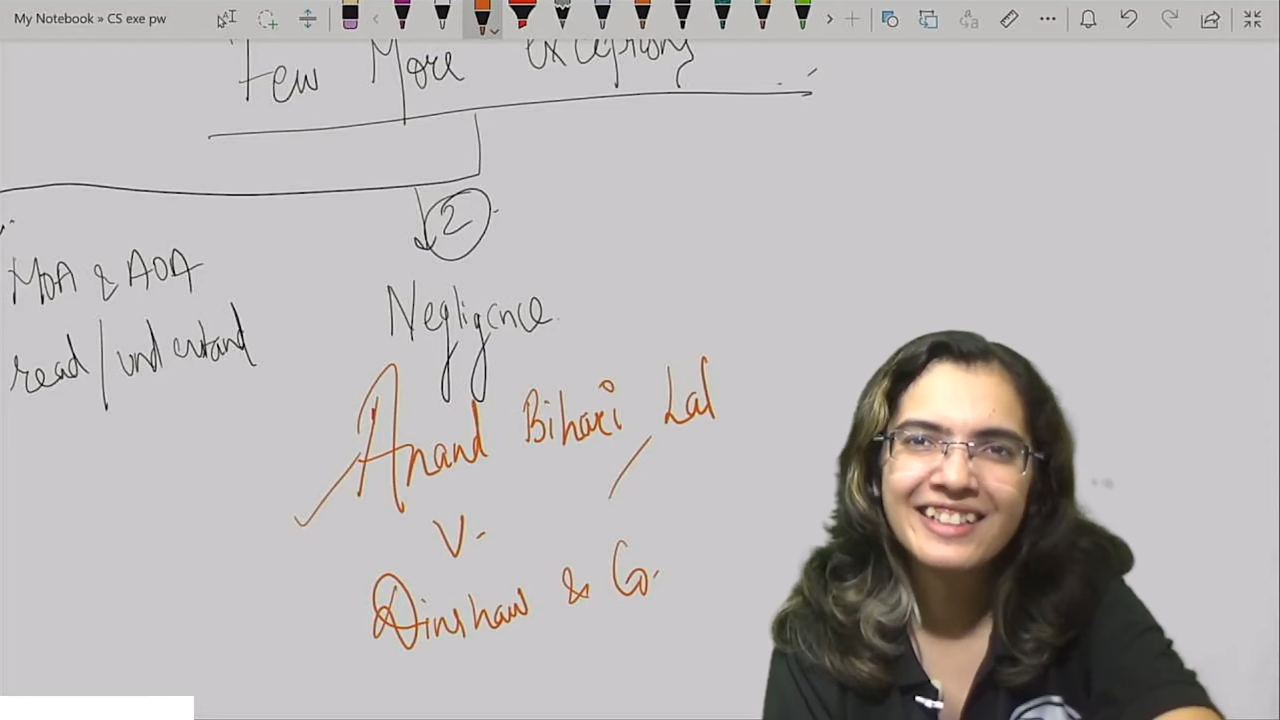 My Notebook » CS exe pw
Few More exceptions
2
MOA & AOA
read/understand
Negligence
Anand Bihari Lal
V.
Dinshaw & Co.